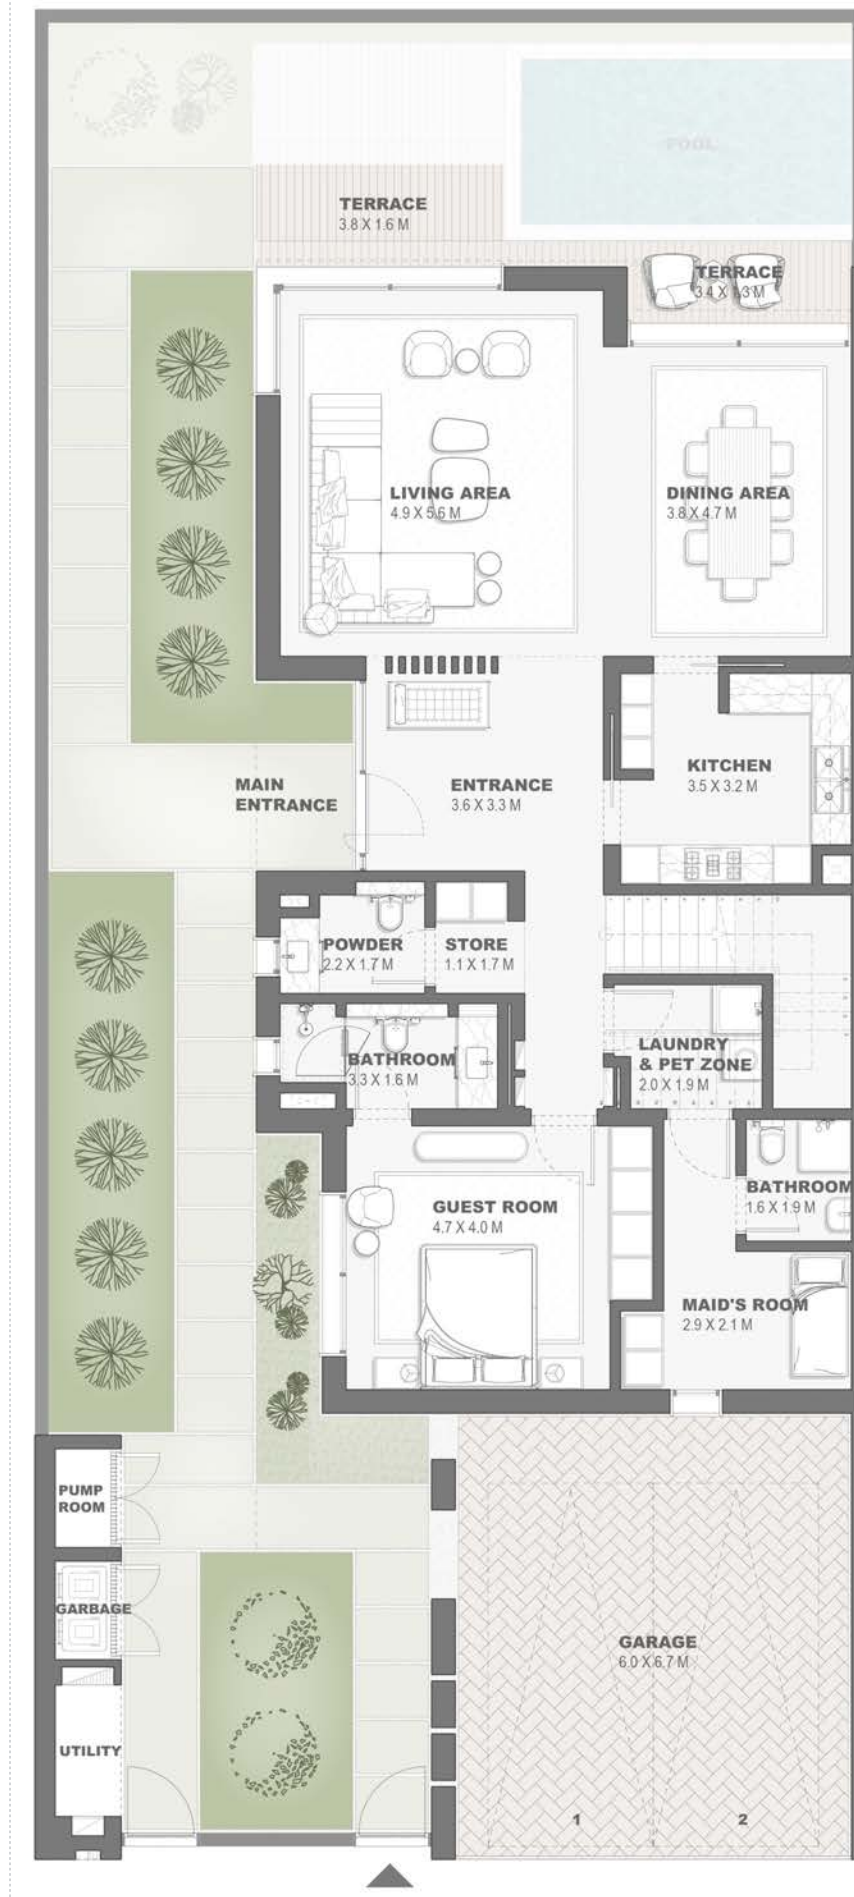 POOL
TERRACE
3.8 X 1.6 M
TERRACE
3.4 X 1.3 M
LIVING AREA
4.9 X 5.6 M
DINING AREA
3.8 X 4.7 M
KITCHEN
3.5 X 3.2 M
MAIN
ENTRANCE
ENTRANCE
3.6 X 3.3 M
POWDER
2.2 X 1.7 M
STORE
1.1 X 1.7 M
BATHROOM
3.3 X 1.6 M
LAUNDRY
& PET ZONE
2.0 X 1.9 M
GUEST ROOM
4.7 X 4.0 M
BATHROOM
1.6 X 1.9 M
MAID'S ROOM
2.9 X 2.1 M
PUMP
ROOM
GARBAGE
GARAGE
6.0 X 6.7 M
UTILITY
1
2